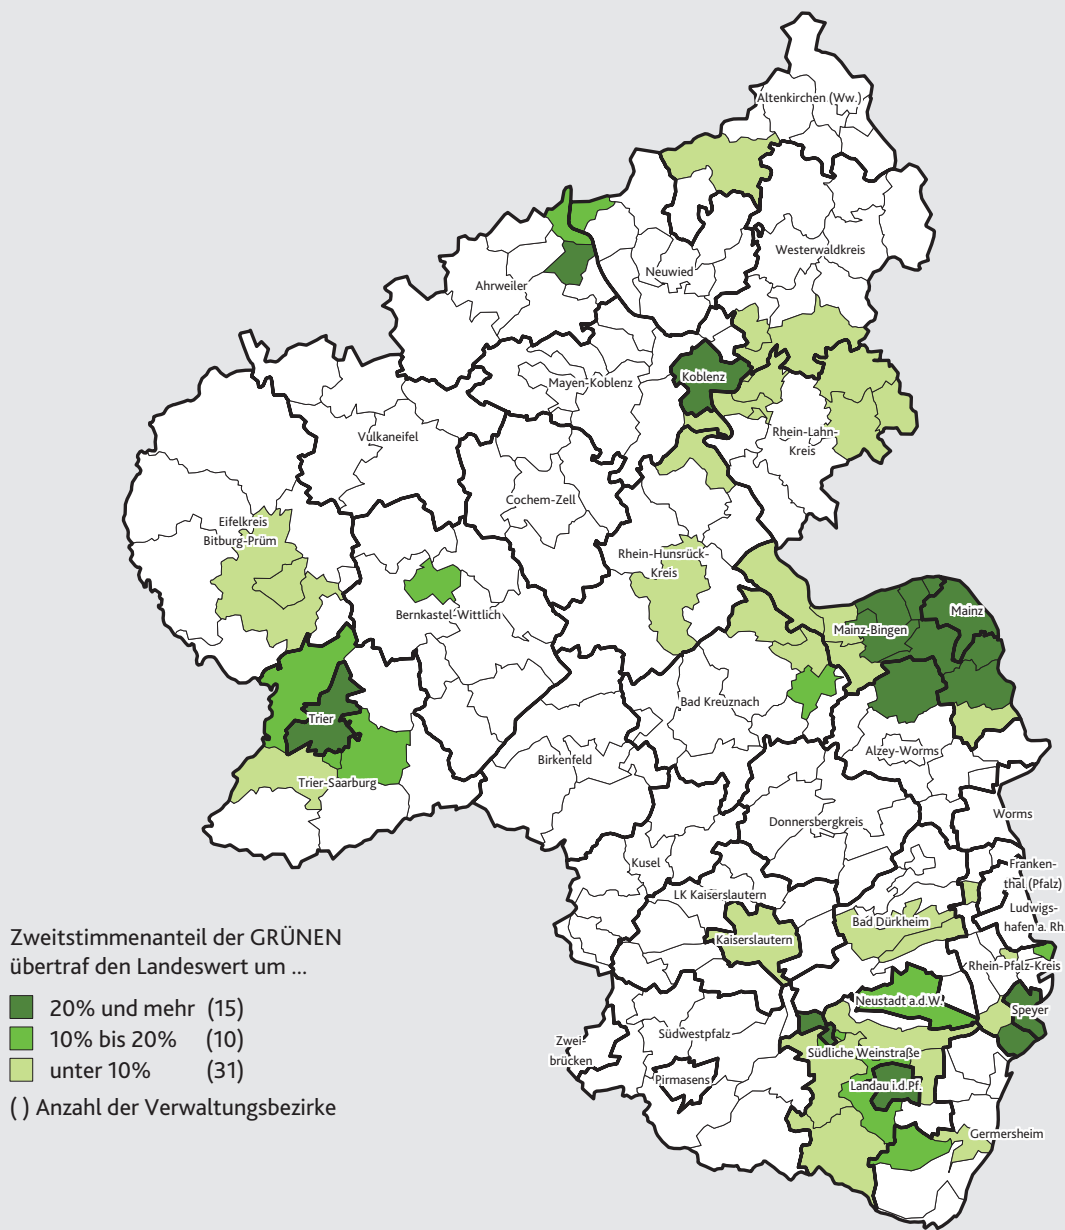 Altenkirchen (Ww.)
Westerwaldkreis
Neuwied
Ahrweiler
Koblenz
Mayen-Koblenz
Rhein-Lahn-
Kreis
Vulkaneifel
Cochem-Zell
Eifelkreis
Bitburg-Prüm
Rhein-Hunsrück-
Kreis
Bernkastel-Wittlich
Mainz
Mainz-Bingen
Bad Kreuznach
Trier
Alzey-Worms
Birkenfeld
Trier-Saarburg
Worms
Donnersbergkreis
Kusel
Franken-
thal (Pfalz)
LK Kaiserslautern
Ludwigs-
hafen a. Rh.
Bad Dürkheim
Kaiserslautern
Rhein-Pfalz-Kreis
Neustadt a.d.W.
Speyer
Südwestpfalz
Zwei-
brücken
Südliche Weinstraße
Pirmasens
Landau i.d.Pf.
Germersheim
Zweitstimmenanteil der GRÜNEN
übertraf den Landeswert um ...
20% und mehr (15)
10% bis 20% (10)
unter 10% (31)
( ) Anzahl der Verwaltungsbezirke